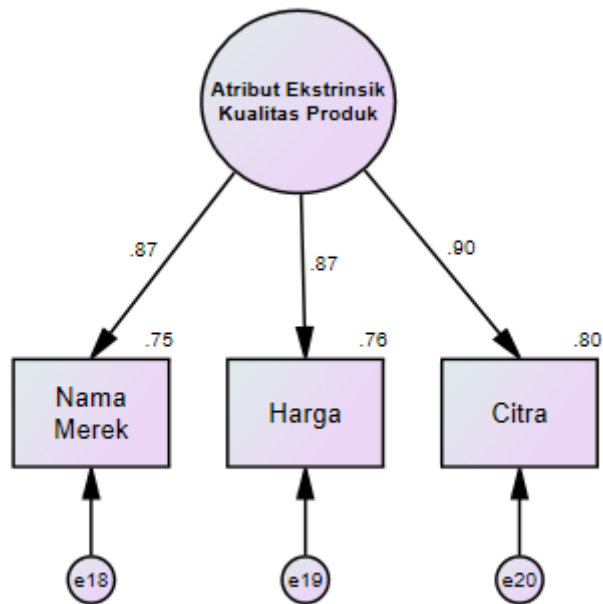 Atribut Ekstrinsik
Kualitas Produk
.87
.87
.90
.75
.76
.80
Nama
Merek
Harga
Citra
e18
e19
e20